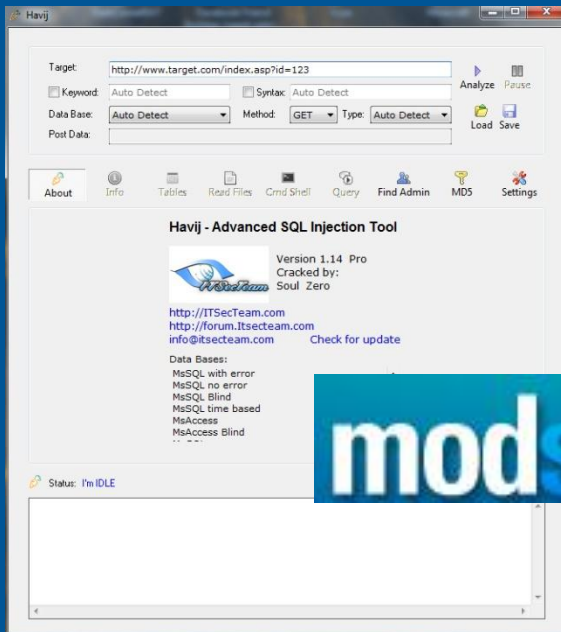 Havij
Target:
http://www.target.com/index.asp?id=123
Analyze
Pause
Keyword:
Auto Detect
Syntax:
Auto Detect
Data Base:
Auto Detect
Method:
GET
Type:
Auto Detect
Load
Save
Post Data:
About
Info
Tables
Read Files
Cmd Shell
Query
Find Admin
MD5
Settings
Havij - Advanced SQL Injection Tool
ITSecTeam
Version 1.14 Pro
Cracked by:
Soul Zero
http://ITSecTeam.com
http://forum.Itsecteam.com
info@itsecteam.com
Check for update
Data Bases:
MsSQL with error
MsSQL no error
MsSQL Blind
MsSQL time based
MsAccess
MsAccess Blind
mods
Status: I'm IDLE